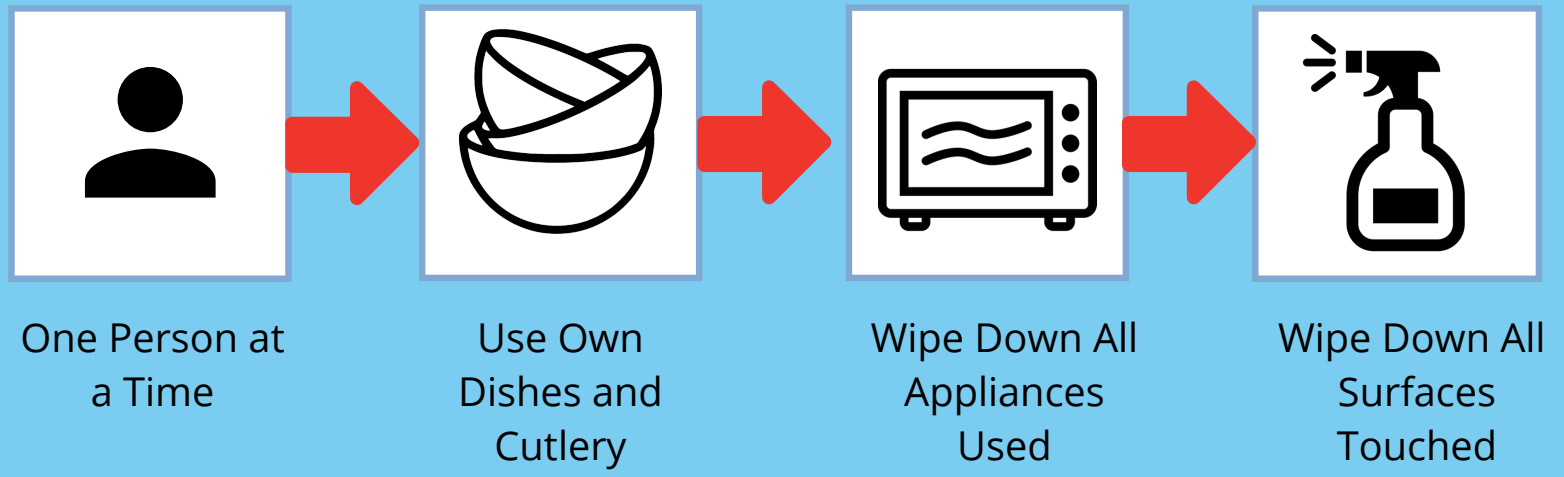 One Person at
a Time
Use Own
Dishes and
Cutlery
Wipe Down All
Appliances
Used
Wipe Down All
Surfaces
Touched